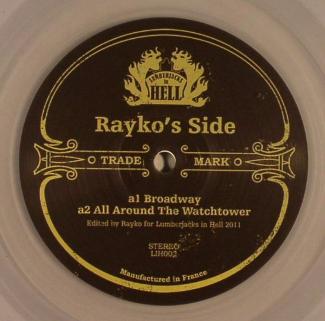 LUMBERJACKS
in
HELL
Rayko's Side
TRADE MARK
a1 Broadway
a2 All Around The Watchtower
Edited by Rayko for Lumberjacks in Hell 2011
STEREO
LIH002
Manufactured in France